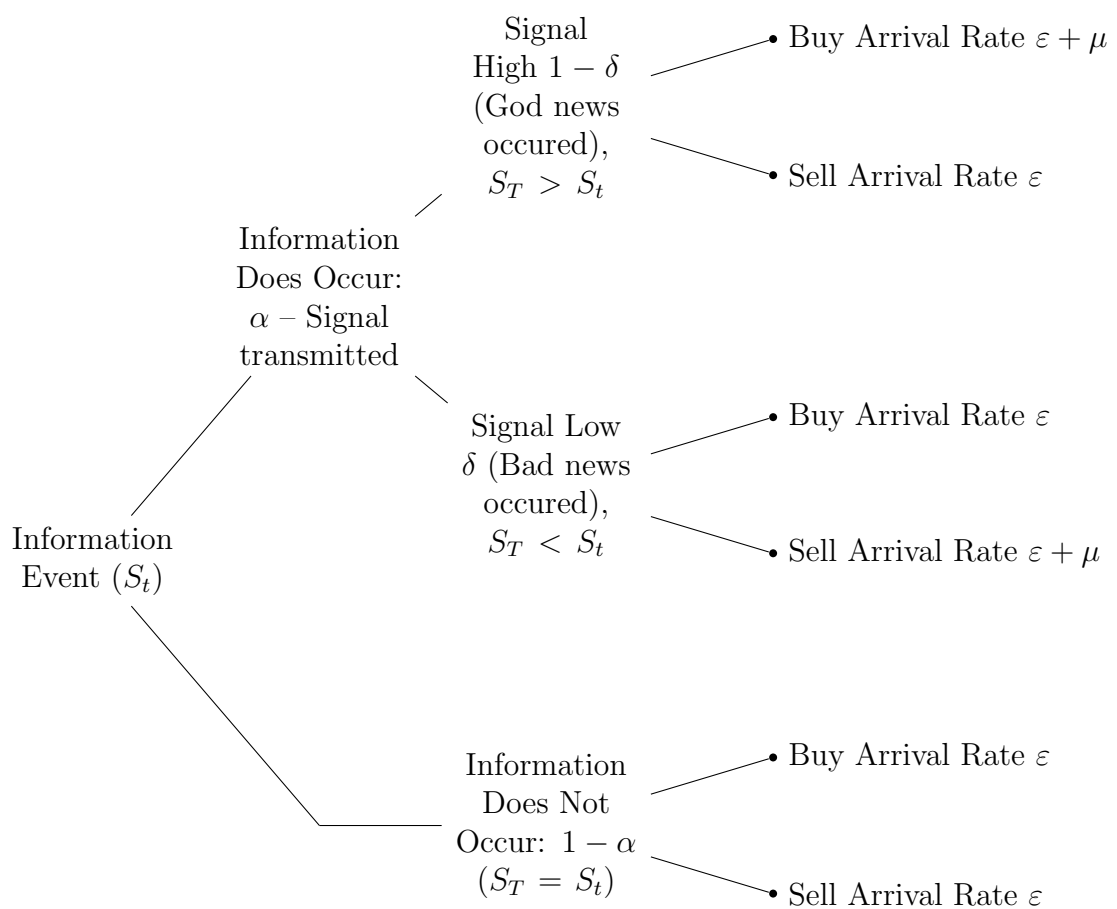 Signal
High 1 − δ
(God news
occured),
S_T > S_t
Buy Arrival Rate ε + μ
Sell Arrival Rate ε
Information
Does Occur:
α – Signal
transmitted
Signal Low
δ (Bad news
occured),
S_T < S_t
Buy Arrival Rate ε
Sell Arrival Rate ε + μ
Information
Event (S_t)
Information
Does Not
Occur: 1 − α
(S_T = S_t)
Buy Arrival Rate ε
Sell Arrival Rate ε